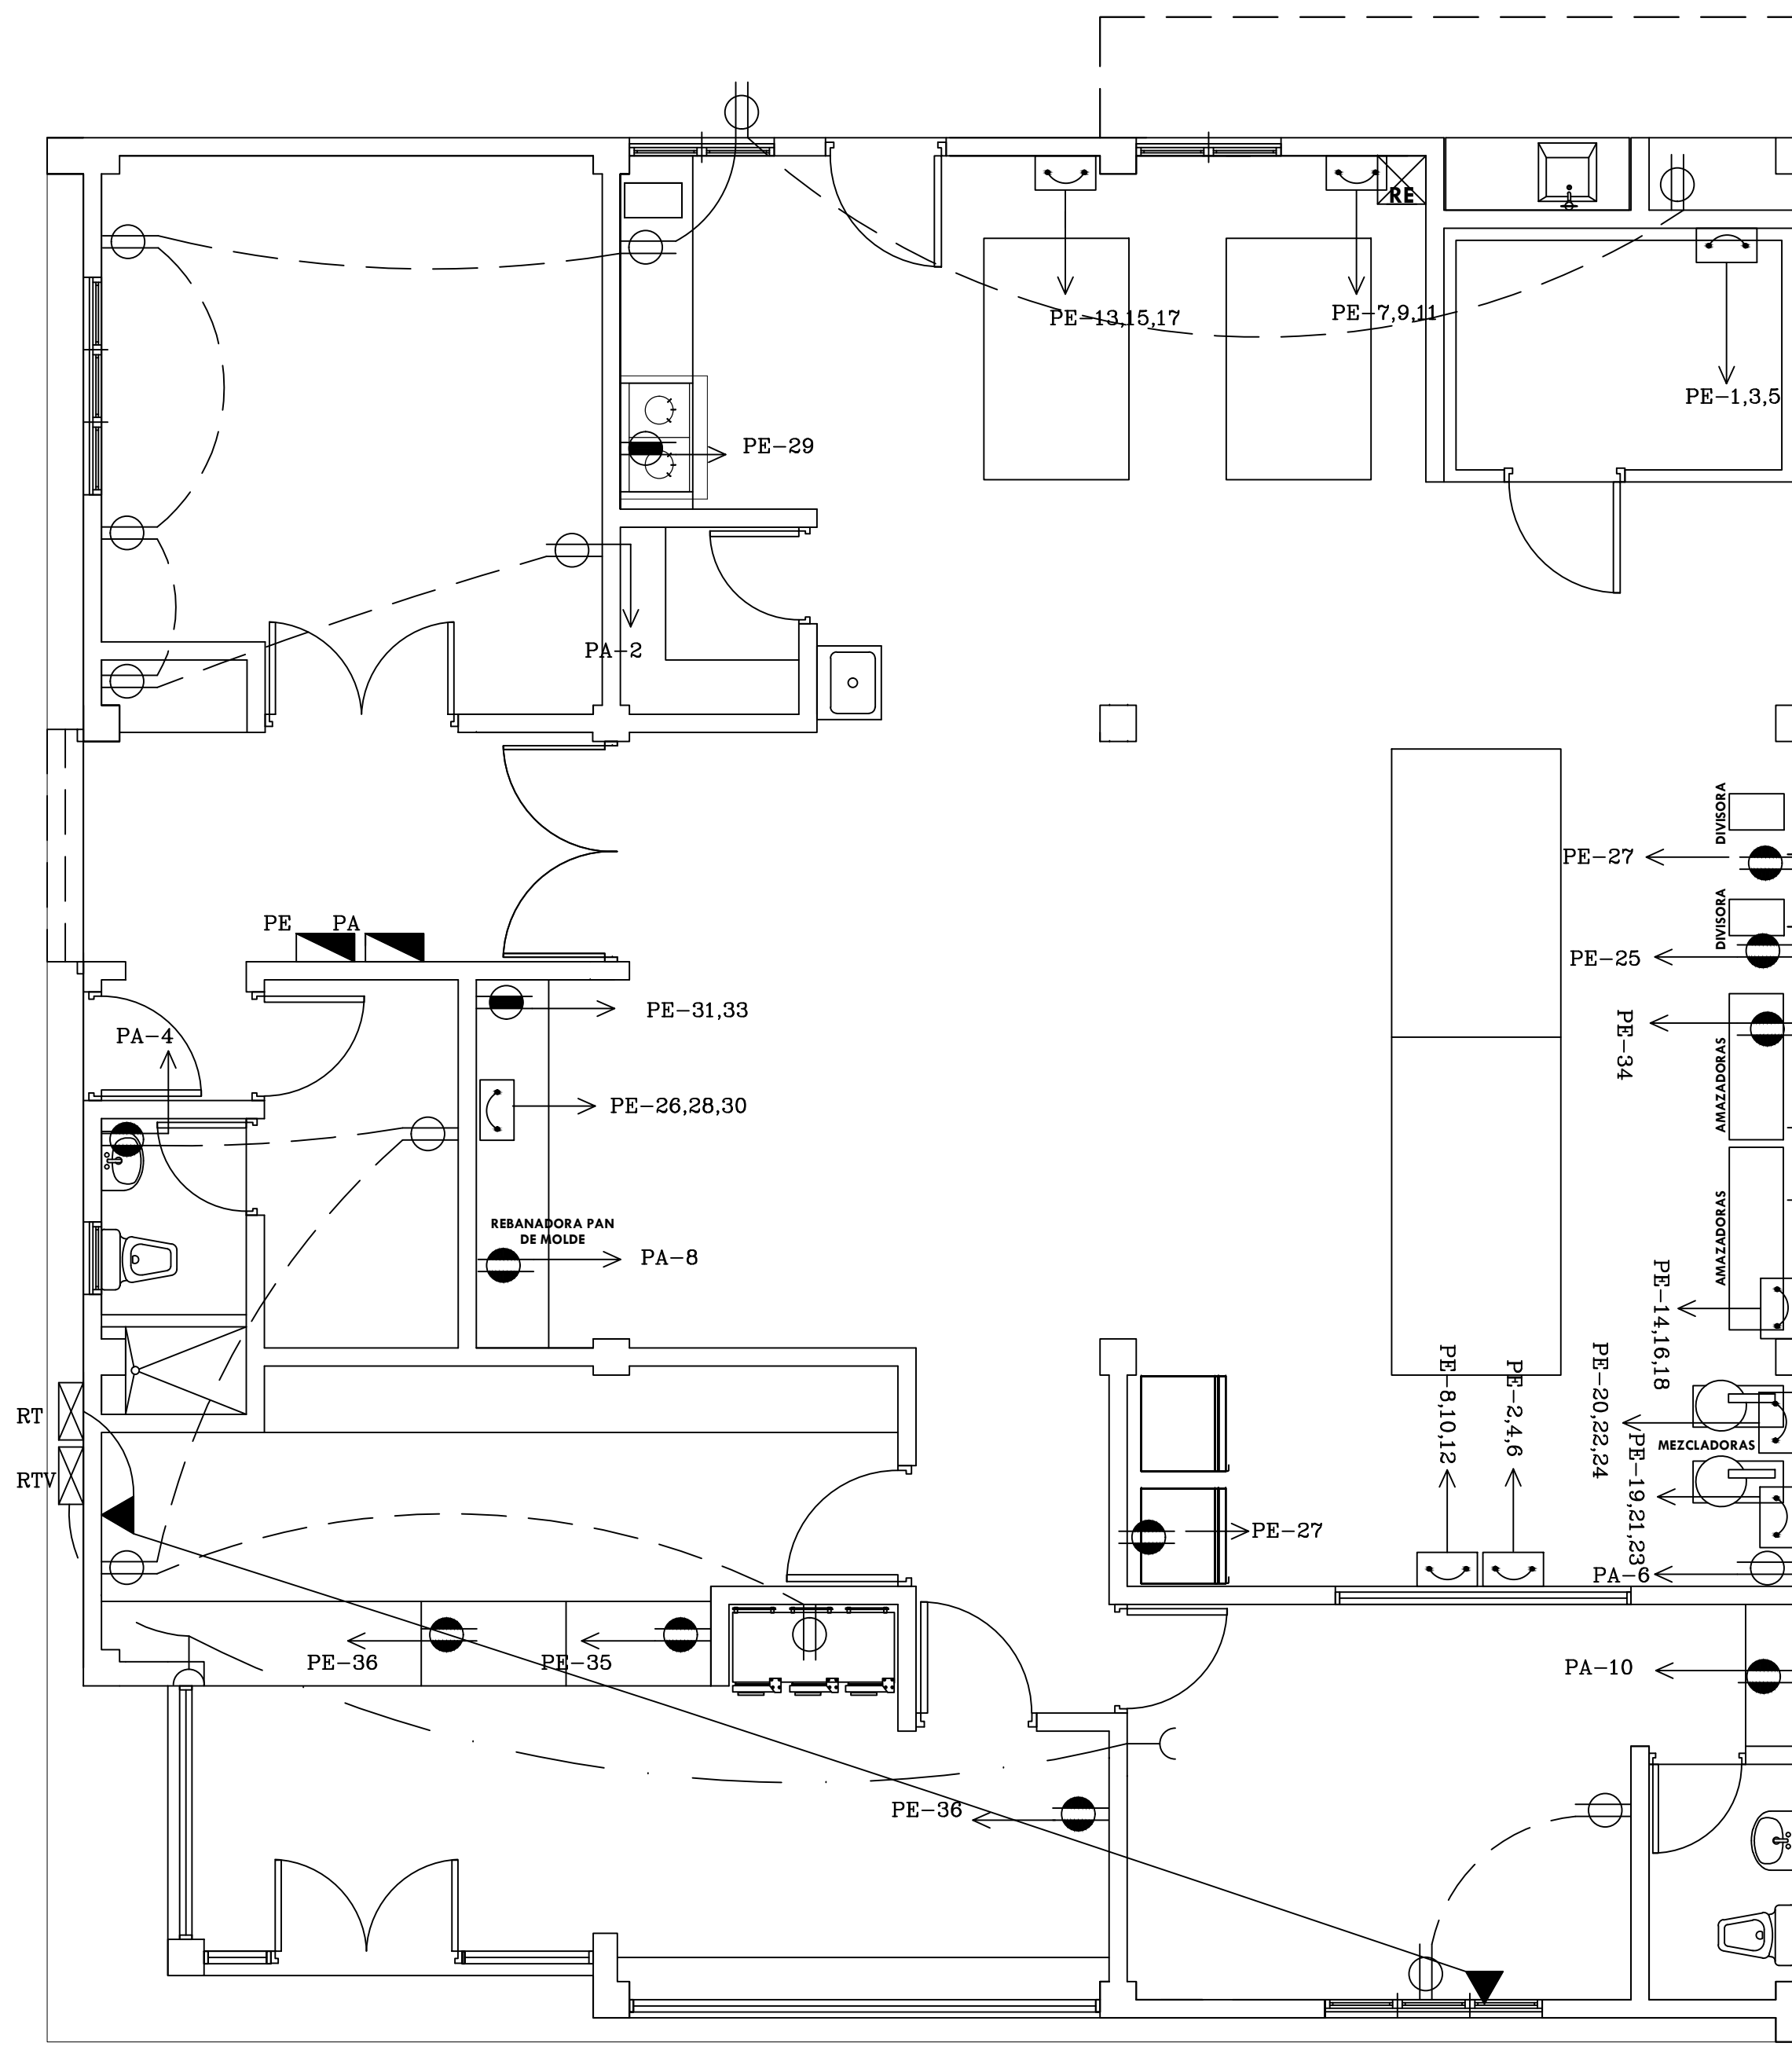 RE
PE-13,15,17
PE-7,9,11
PE-1,3,5
PE-29
PA-2
DIVISORA
PE-27
PE
PA
DIVISORA
PE-25
PE-31,33
PE-34
PA-4
AMAZADORAS
PE-26,28,30
REBANADORA PAN
DE MOLDE
PA-8
AMAZADORAS
PE-14,16,18
PE-8,10,12
PE-2,4,6
PE-20,22,24
RT
MEZCLADORAS
RTV
PE-19,21,23
PE-27
PA-6
PE-36
PE-35
PA-10
PE-36